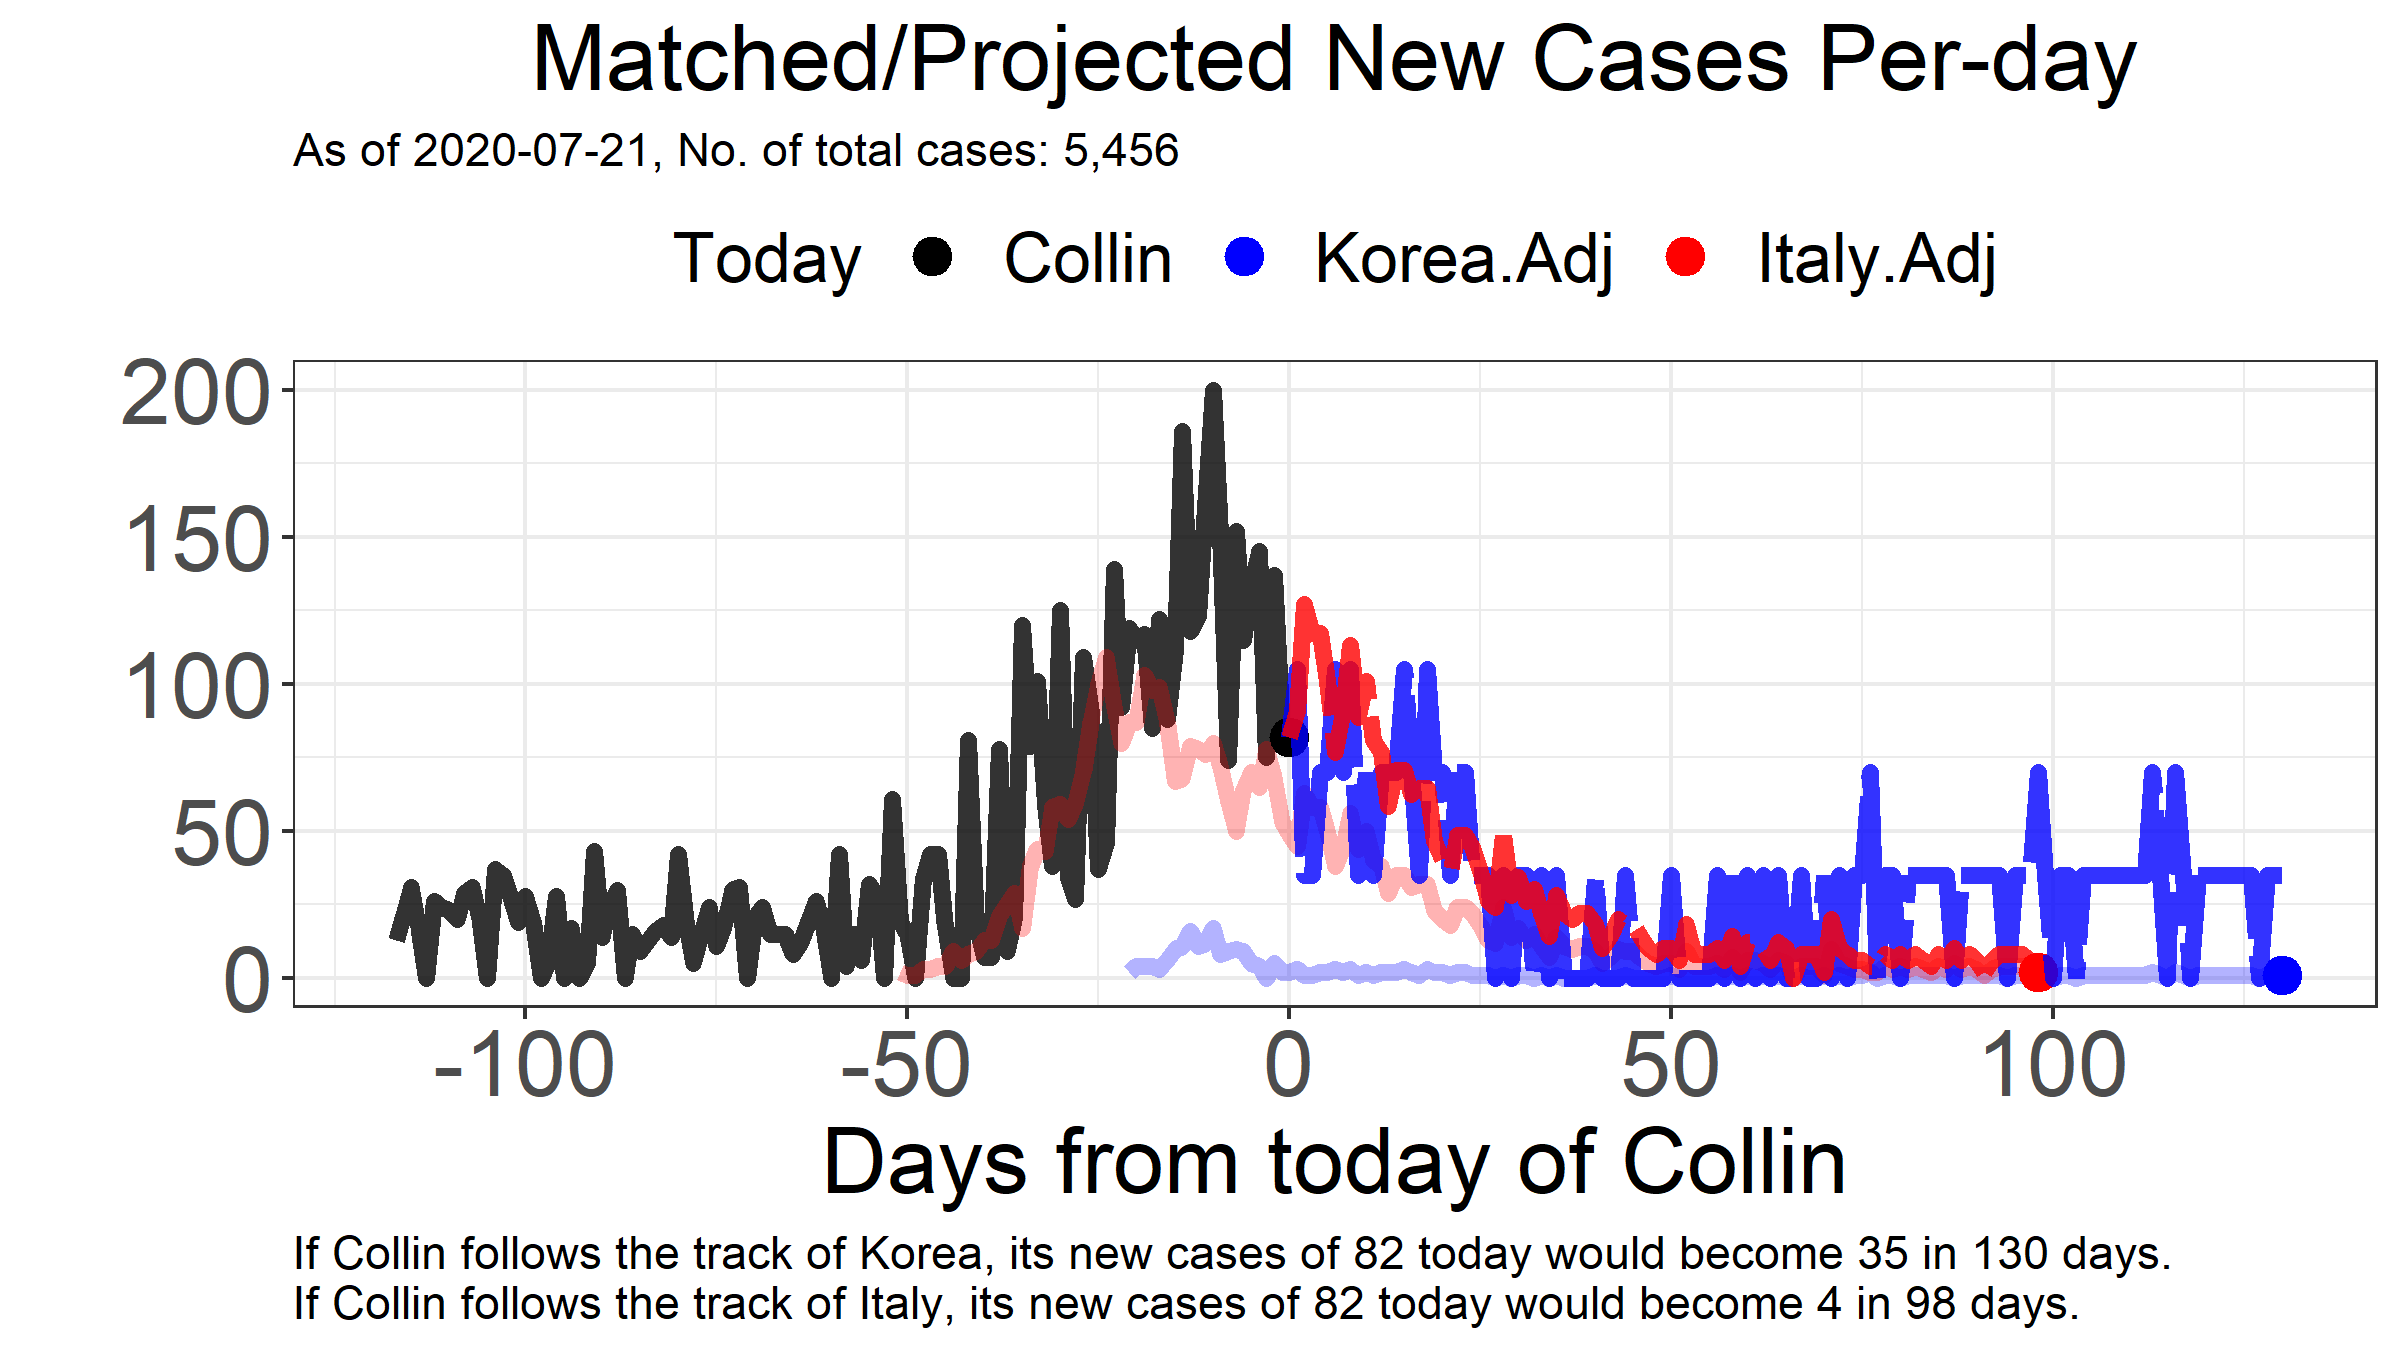 Matched/Projected New Cases Per-day
As of 2020-07-21, No. of total cases: 5,456
Today Collin Korea.Adj Italy.Adj
200
150
100
50
0
-100 -50 0 50 100
Days from today of Collin
If Collin follows the track of Korea, its new cases of 82 today would become 35 in 130 days.
If Collin follows the track of Italy, its new cases of 82 today would become 4 in 98 days.